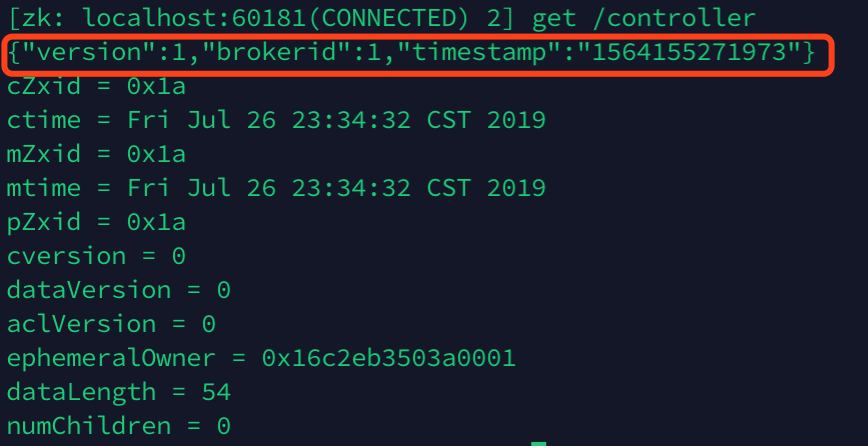 [zk: localhost:60181(CONNECTED) 2] get /controller
{"version":1,"brokerid":1,"timestamp":"1564155271973"}
cZxid = 0x1a
ctime = Fri Jul 26 23:34:32 CST 2019
mZxid = 0x1a
mtime = Fri Jul 26 23:34:32 CST 2019
pZxid = 0x1a
cversion = 0
dataVersion = 0
aclVersion = 0
ephemeralOwner = 0x16c2eb3503a0001
dataLength = 54
numChildren = 0